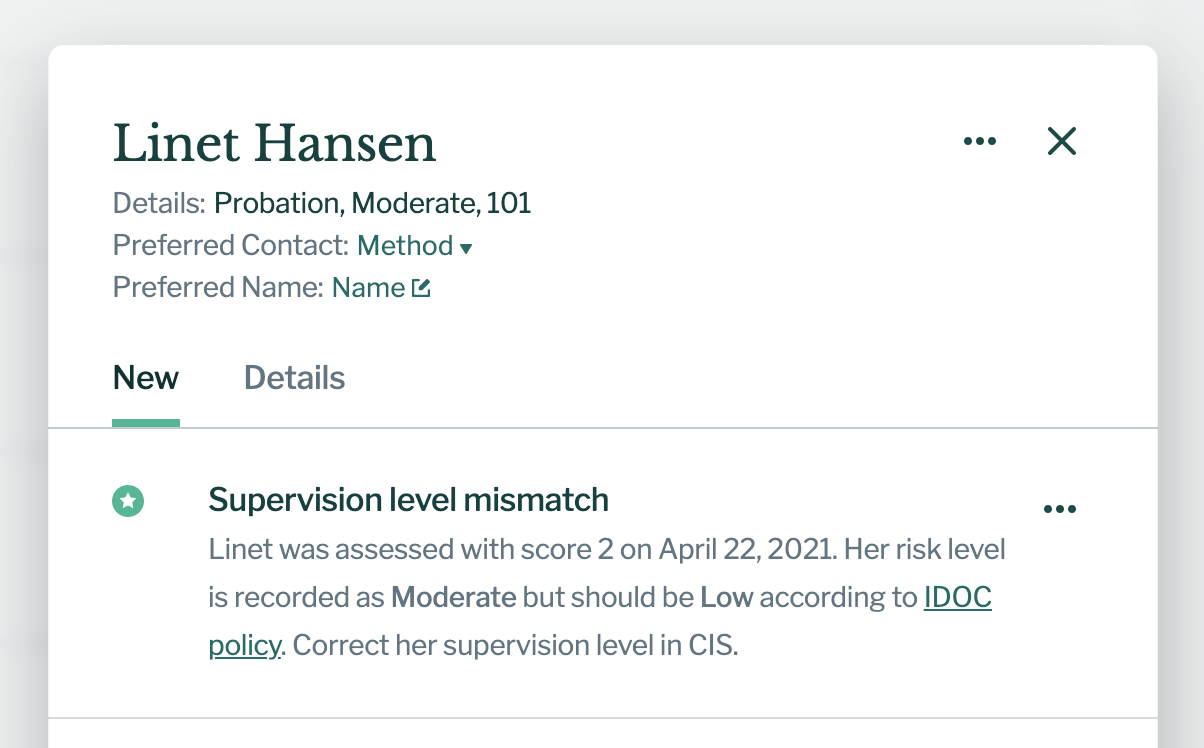 Linet Hansen
Details: Probation, Moderate, 101
Preferred Contact: Method
Preferred Name: Name
New Details
Supervision level mismatch
Linet was assessed with score 2 on April 22, 2021. Her risk level
is recorded as Moderate but should be Low according to IDOC
policy. Correct her supervision level in CIS.